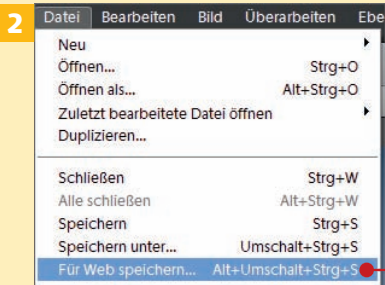 2
Datei Bearbeiten Bild Überarbeiten Ebe
Neu
Öffnen... Strg+O
Öffnen als... Alt+Strg+O
Zuletzt bearbeitete Datei öffnen
Duplizieren...
Schließen Strg+W
Alle schließen Alt+Strg+W
Speichern Strg+S
Speichern unter... Umschalt+Strg+S
Für Web speichern... Alt+Umschalt+Strg+S